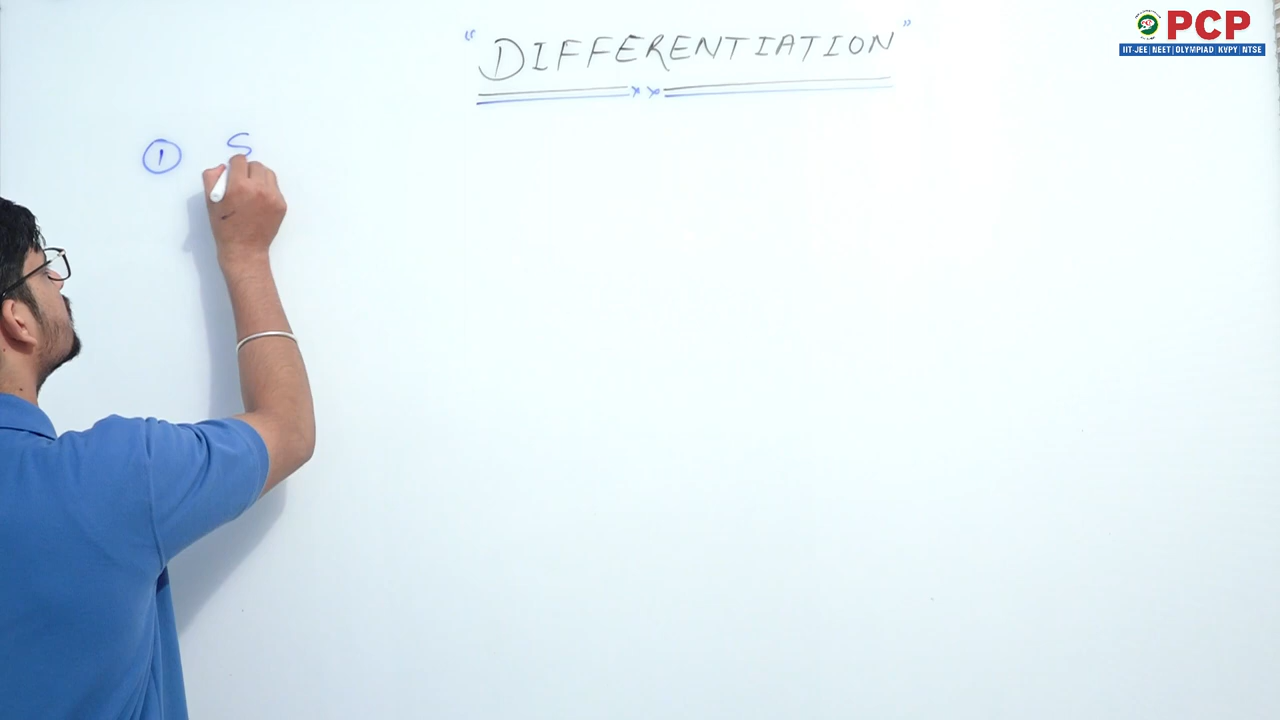 PCP
IIT-JEE | NEET | OLYMPIAD KVPY | NTSE
"DIFFERENTIATION"
① S